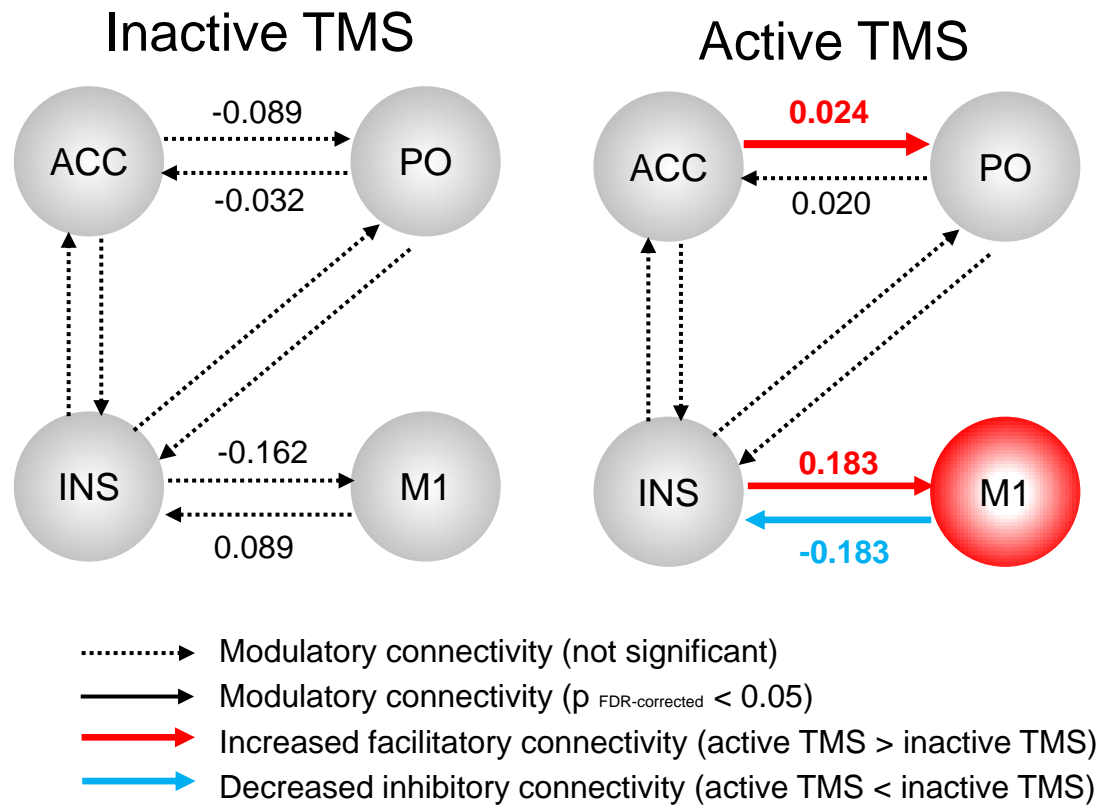 Inactive TMS
Active TMS
-0.089
ACC
PO
-0.032
INS
-0.162
M1
0.089
0.024
ACC
PO
0.020
INS
0.183
M1
-0.183
Modulatory connectivity (not significant)
Modulatory connectivity (p FDR-corrected < 0.05)
Increased facilitatory connectivity (active TMS > inactive TMS)
Decreased inhibitory connectivity (active TMS < inactive TMS)